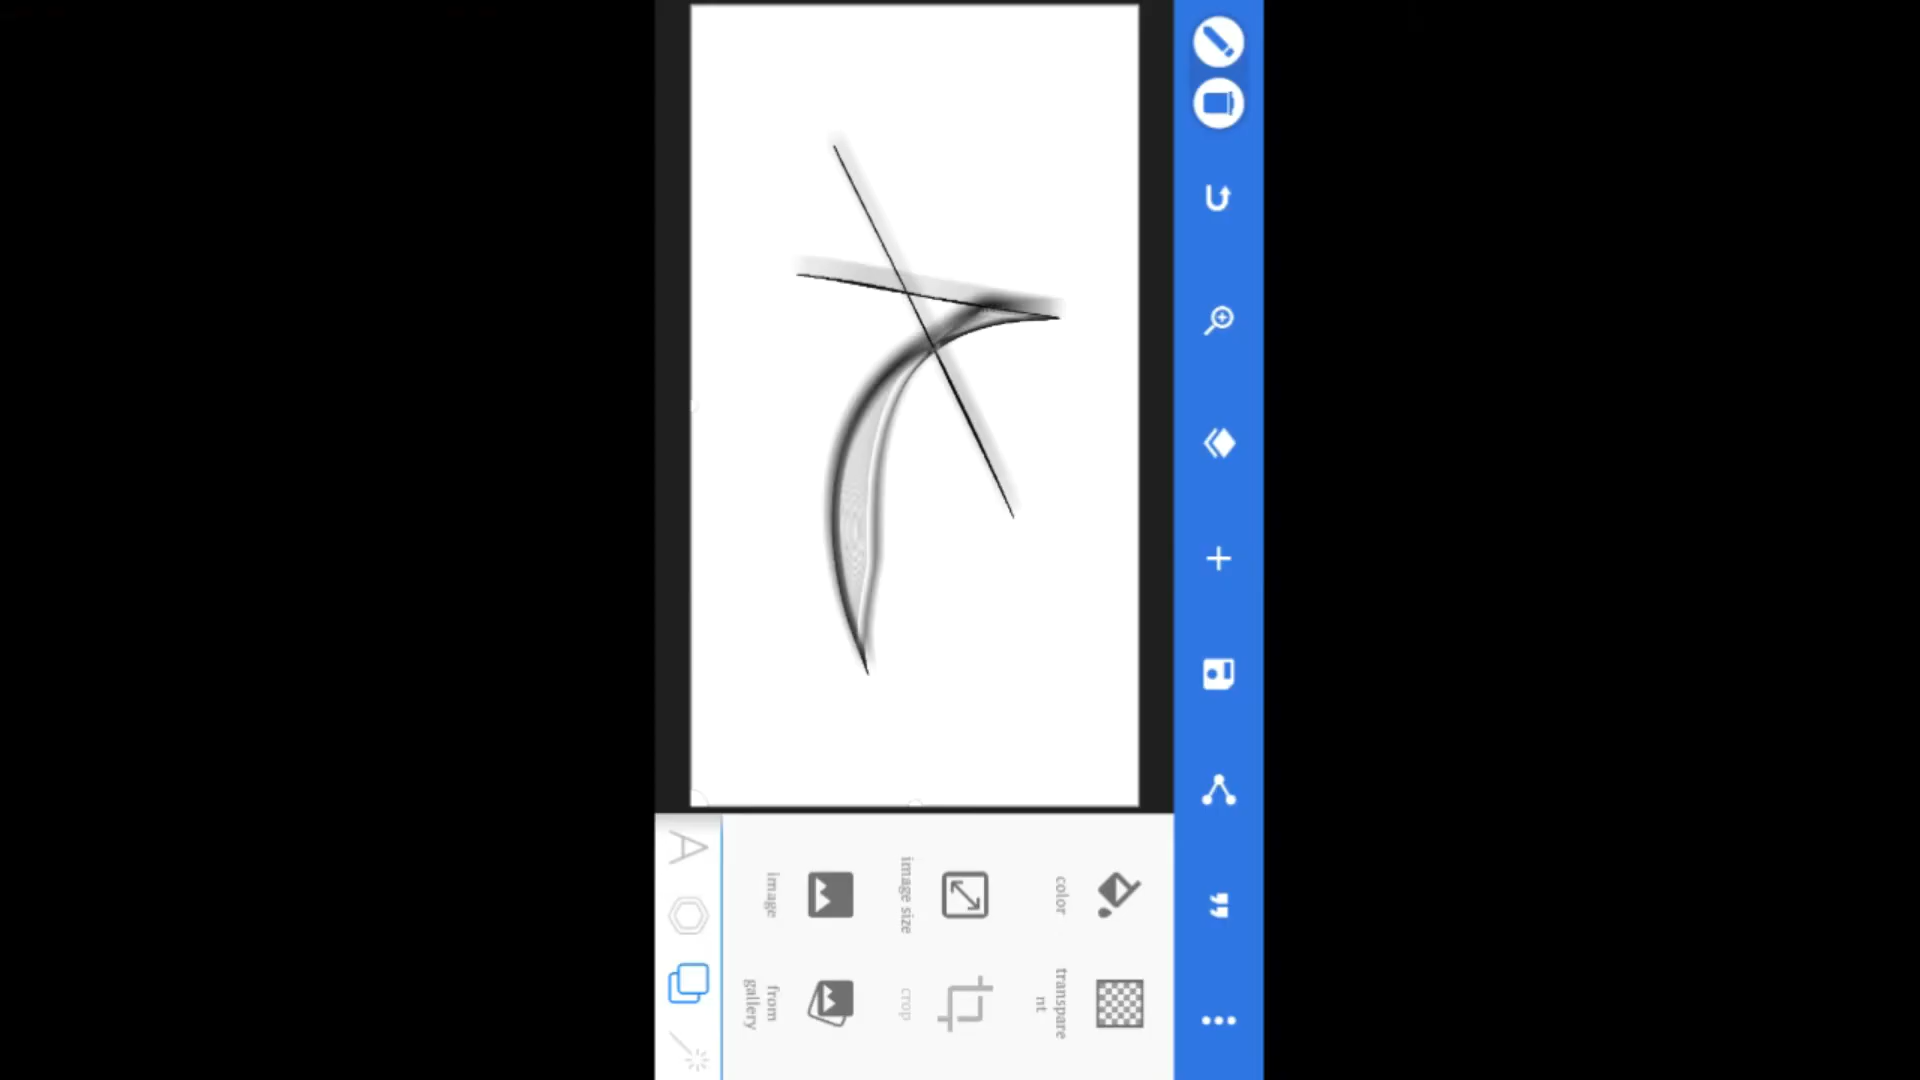 color
transpare
nt
image size
crop
image
from
gallery
A